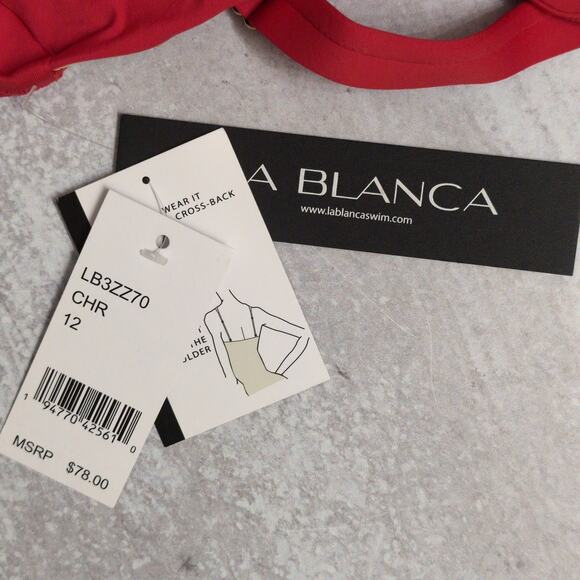 A BLANCA
www.lablancaswim.com
WEAR IT
CROSS-BACK
THE
LB3ZZ70
CHR
12
1 94770 42561 0
MSRP $78.00